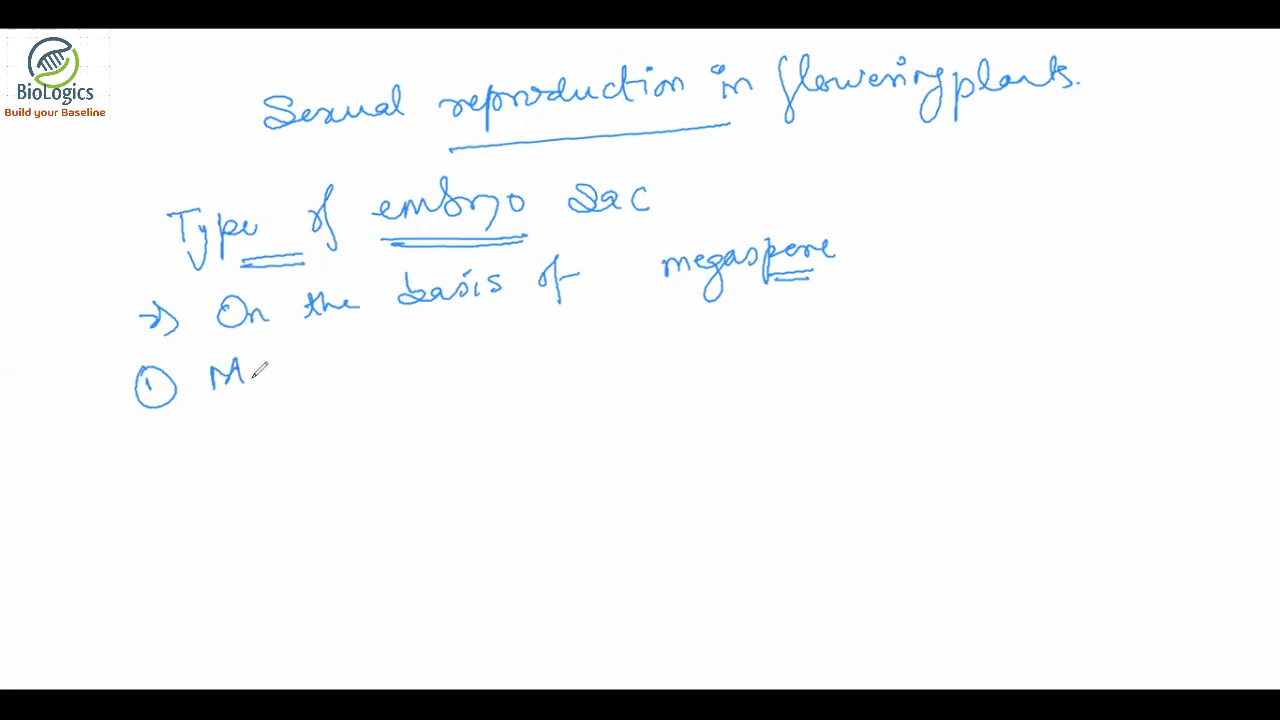 BioLogics
Build your Baseline
Sexual reproduction in flowering plants.
Type of embryo sac
→ On the basis of megaspore
① M